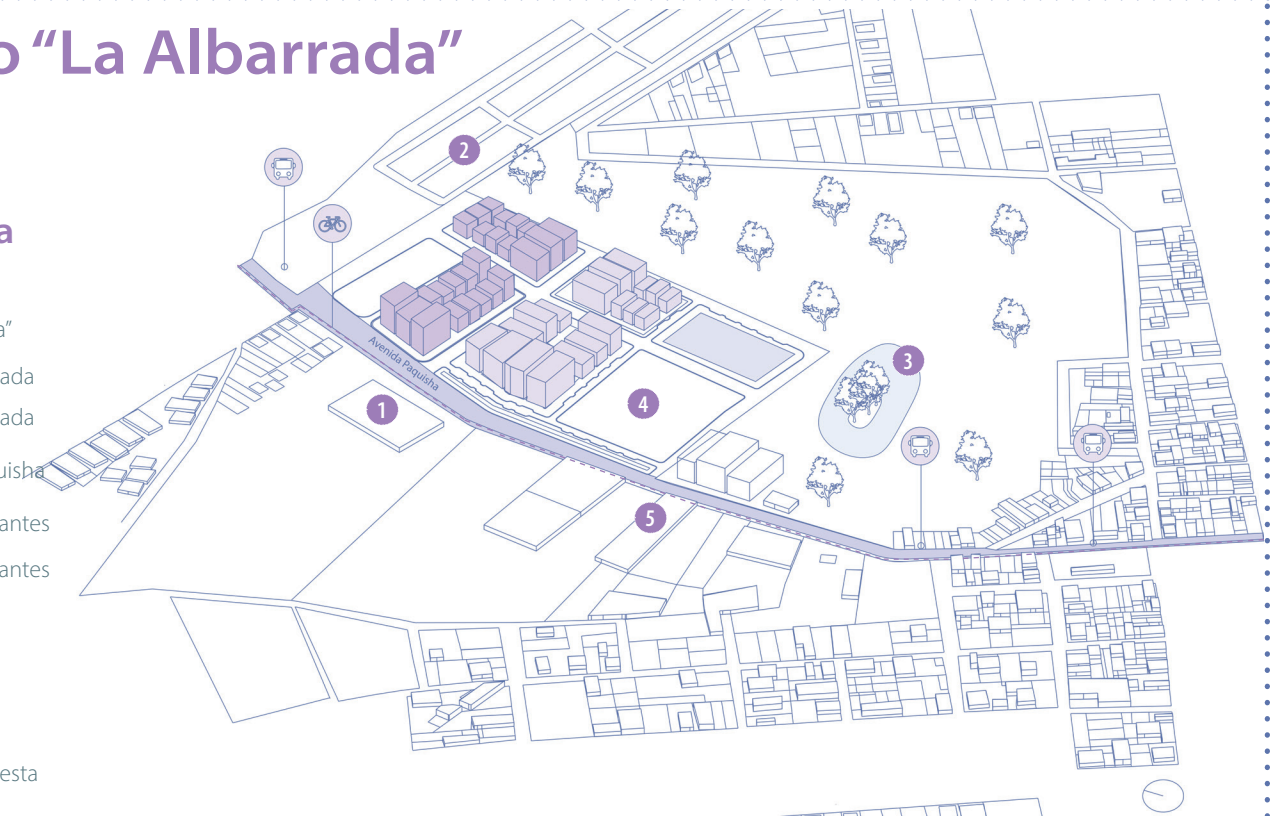 o “La Albarrada”
a
a”
ada
ada
uisha
antes
antes
esta
2
Avenida Paquisha
1
3
4
5